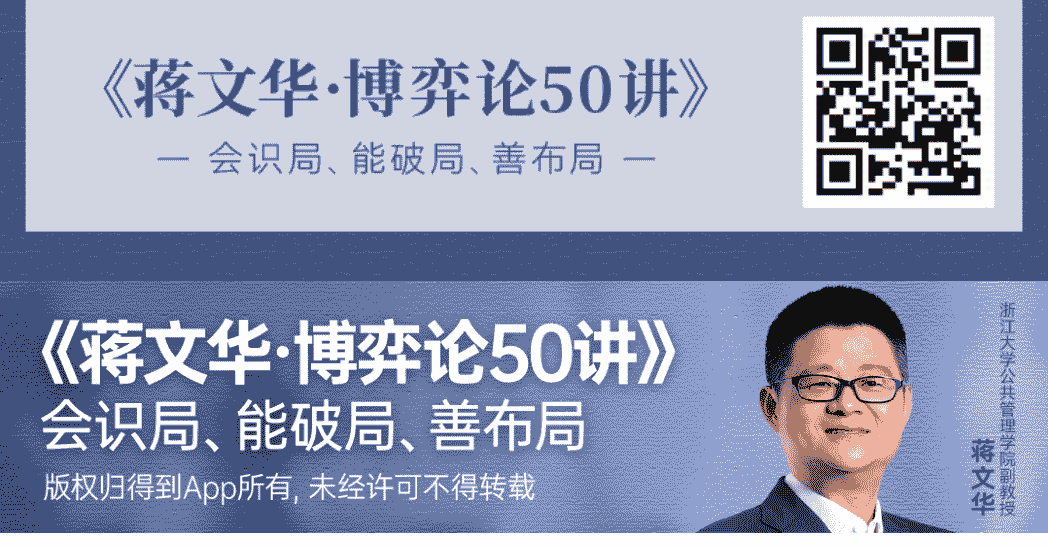 《蒋文华·博弈论50讲》
— 会识局、能破局、善布局 —
《蒋文华·博弈论50讲》
会识局、能破局、善布局
版权归得到App所有, 未经许可不得转载
浙江大学公共管理学院副教授
蒋文华